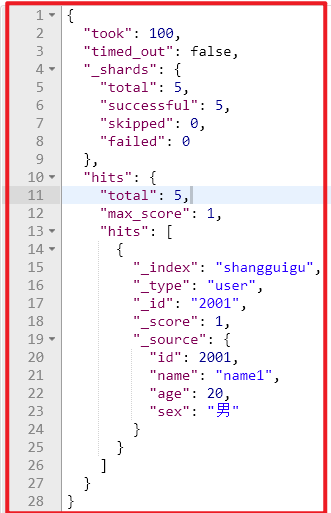 1 {
2 "took": 100,
3 "timed_out": false,
4 "_shards": {
5 "total": 5,
6 "successful": 5,
7 "skipped": 0,
8 "failed": 0
9 },
10 "hits": {
11 "total": 5,
12 "max_score": 1,
13 "hits": [
14 {
15 "_index": "shangguigu",
16 "_type": "user",
17 "_id": "2001",
18 "_score": 1,
19 "_source": {
20 "id": 2001,
21 "name": "name1",
22 "age": 20,
23 "sex": "男"
24 }
25 }
26 ]
27 }
28 }